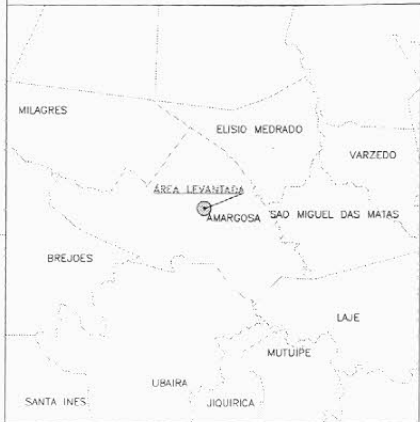 MILAGRES
ELISIO MEDRADO
VARZEDO
ÁREA LEVANTADA
AMARGOSA
SAO MIGUEL DAS MATAS
BREJOES
LAJE
MUTUIPE
UBAIRA
SANTA INES
JIQUIRICA